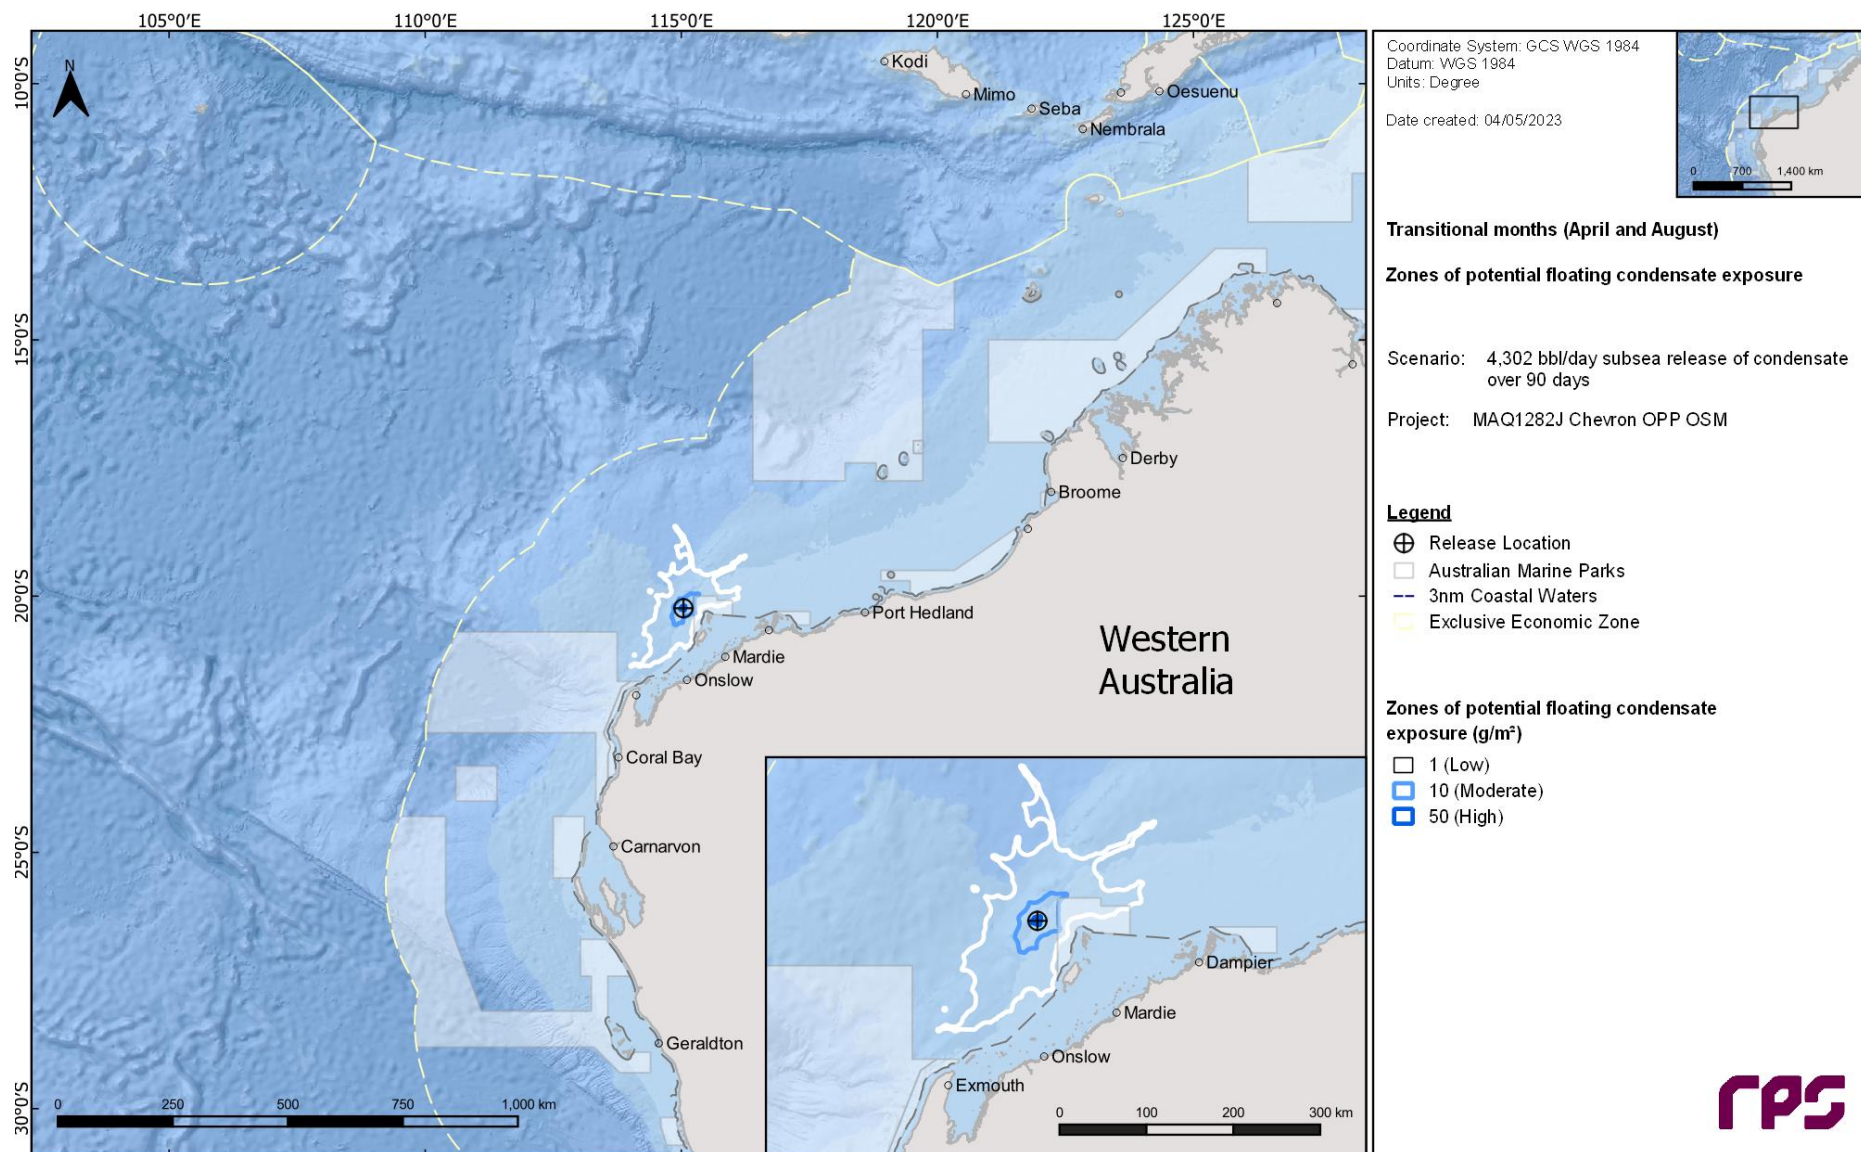 105°0'E 110°0'E 115°0'E 120°0'E 125°0'E
10°0'S
15°0'S
20°0'S
25°0'S
30°0'S
N
Kodi
Mimo
Seba
Oesuenu
Nembrala
Derby
Broome
Port Hedland
Western
Australia
Mardie
Onslow
Coral Bay
Carnarvon
Geraldton
0 250 500 750 1,000 km
Dampier
Mardie
Onslow
Exmouth
0 100 200 300 km
Coordinate System: GCS WGS 1984
Datum: WGS 1984
Units: Degree
Date created: 04/05/2023
0 700 1,400 km
Transitional months (April and August)
Zones of potential floating condensate exposure
Scenario: 4,302 bbl/day subsea release of condensate
over 90 days
Project: MAQ1282J Chevron OPP OSM
Legend
Release Location
Australian Marine Parks
3nm Coastal Waters
Exclusive Economic Zone
Zones of potential floating condensate
exposure (g/m²)
1 (Low)
10 (Moderate)
50 (High)
rps